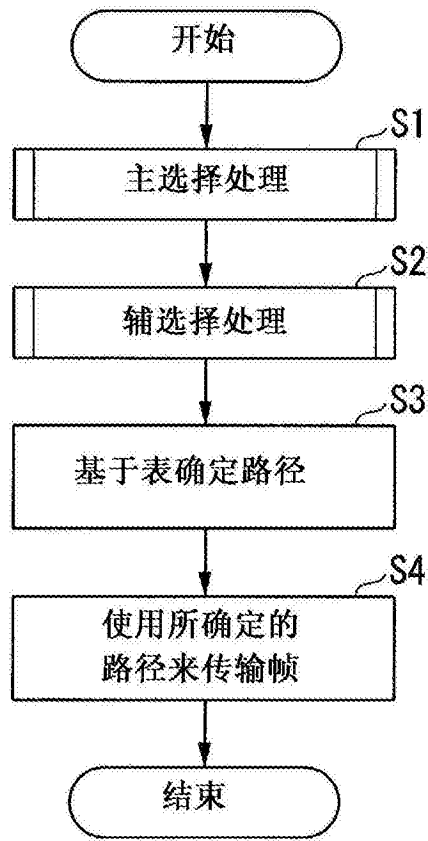 开始
S1
主选择处理
S2
辅选择处理
S3
基于表确定路径
S4
使用所确定的
路径来传输帧
结束